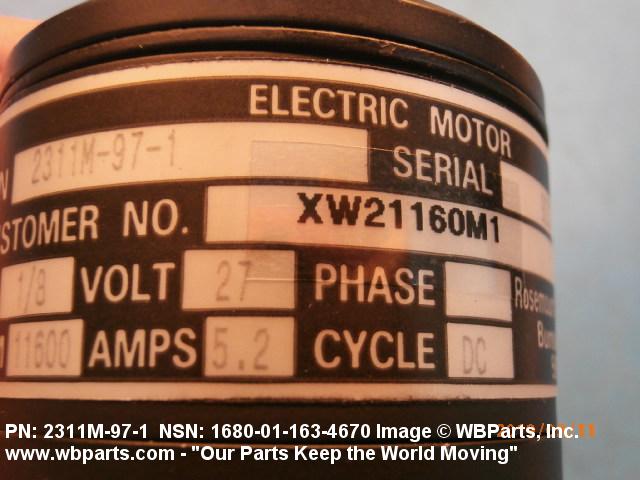 ELECTRIC MOTOR
N 2311M-97-1 SERIAL
STOMER NO. XW21160M1
1/8 VOLT 27 PHASE
11600 AMPS 5.2 CYCLE DC
PN: 2311M-97-1 NSN: 1680-01-163-4670 Image © WBParts, Inc.
www.wbparts.com - "Our Parts Keep the World Moving"